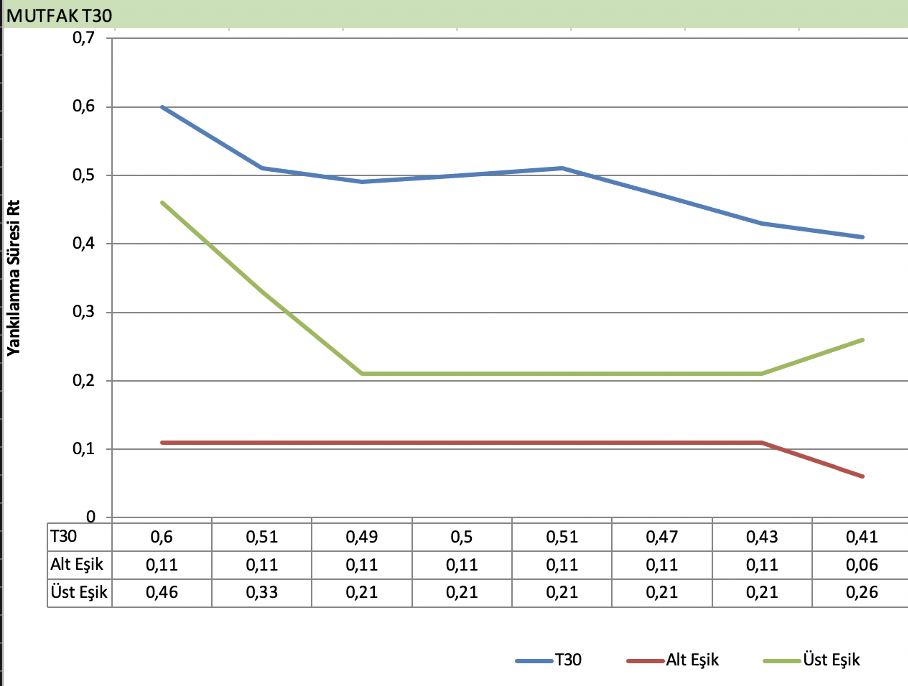 MUTFAK T30
0,7
0,6
0,5
0,4
0,3
0,2
0,1
0
Yankılanma Süresi Rt
T30 0,6 0,51 0,49 0,5 0,51 0,47 0,43 0,41
Alt Eşik 0,11 0,11 0,11 0,11 0,11 0,11 0,11 0,06
Üst Eşik 0,46 0,33 0,21 0,21 0,21 0,21 0,21 0,26
T30 Alt Eşik Üst Eşik